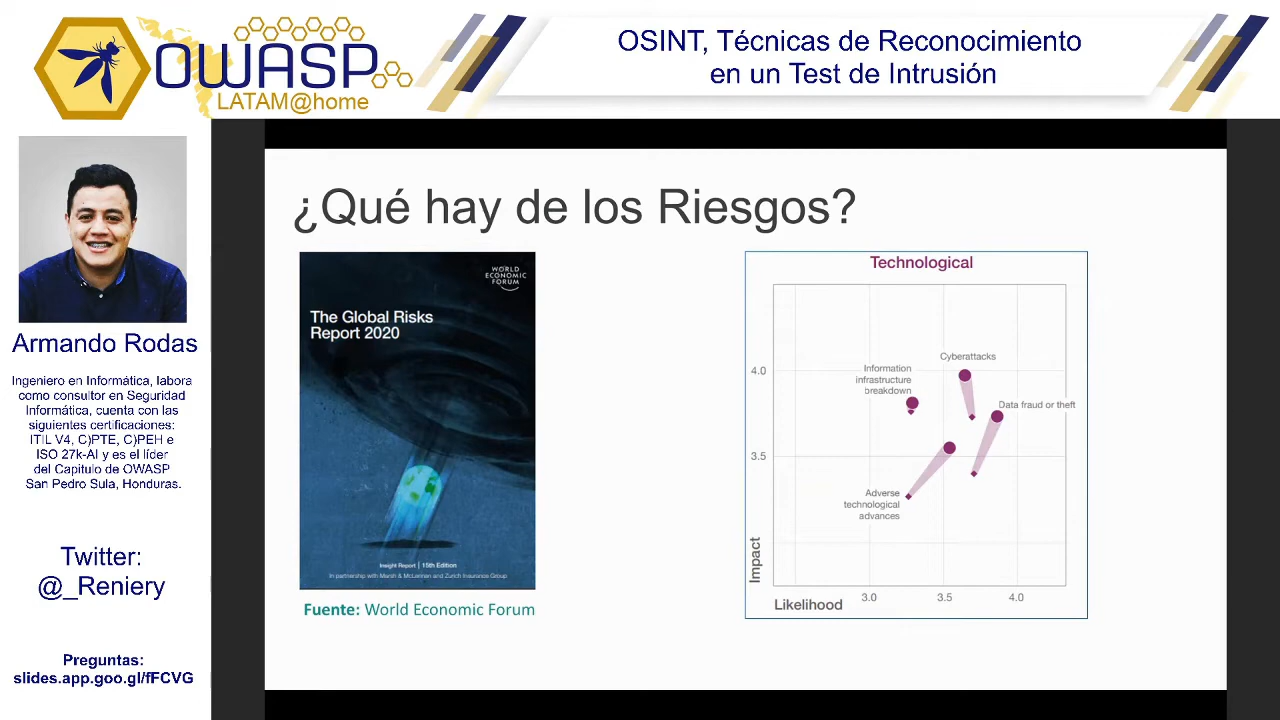 OWASP
LATAM@home
OSINT, Técnicas de Reconocimiento
en un Test de Intrusión
Armando Rodas
Ingeniero en Informática, labora
como consultor en Seguridad
Informática, cuenta con las
siguientes certificaciones:
ITIL V4, C)PTE, C)PEH e
ISO 27k-AI y es el líder
del Capitulo de OWASP
San Pedro Sula, Honduras.
Twitter:
@_Reniery
Preguntas:
slides.app.goo.gl/fFCVG
¿Qué hay de los Riesgos?
WORLD
ECONOMIC
FORUM
The Global Risks
Report 2020
Insight Report | 15th Edition
In partnership with Marsh & McLennan and Zurich Insurance Group
Fuente: World Economic Forum
Technological
Cyberattacks
Information
infrastructure
breakdown
4.0
Data fraud or theft
3.5
Adverse
technological
advances
Impact
Likelihood
3.0
3.5
4.0